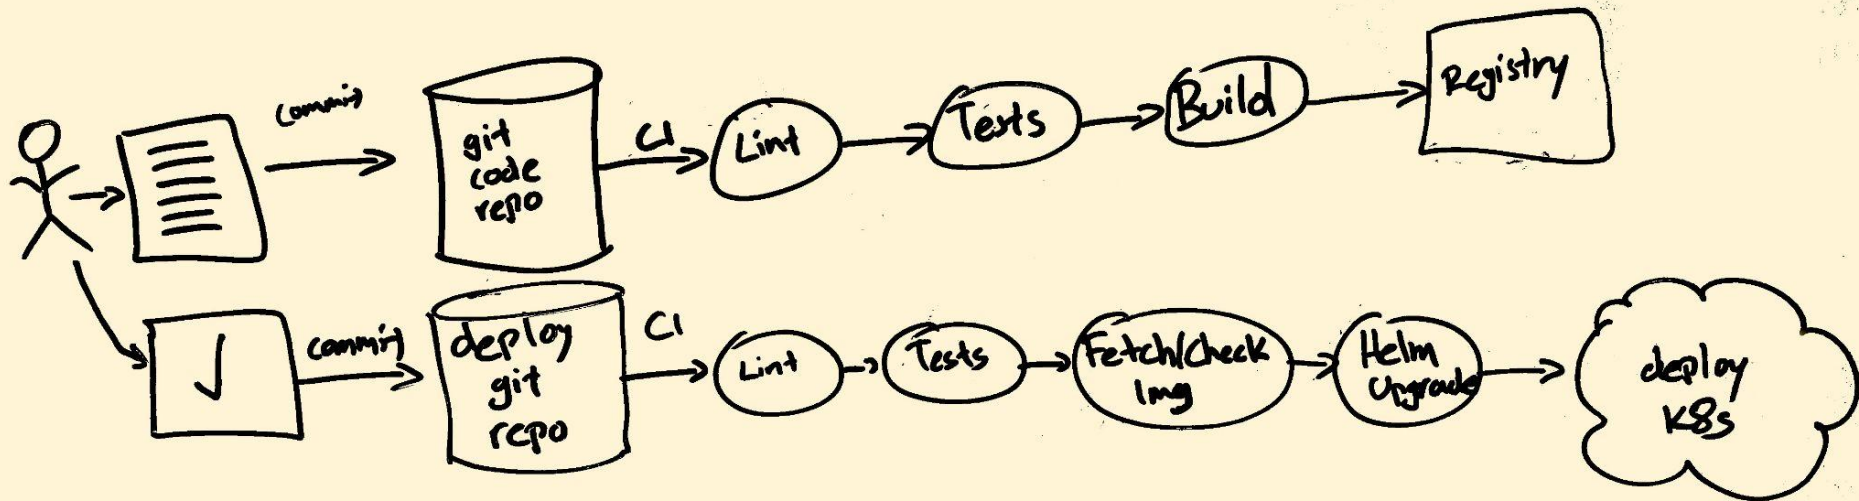 commit
git
code
repo
CI
Lint
Tests
Build
Registry
commit
deploy
git
repo
CI
Lint
Tests
Fetch/Check
Img
Helm
Upgrade
deploy
K8s